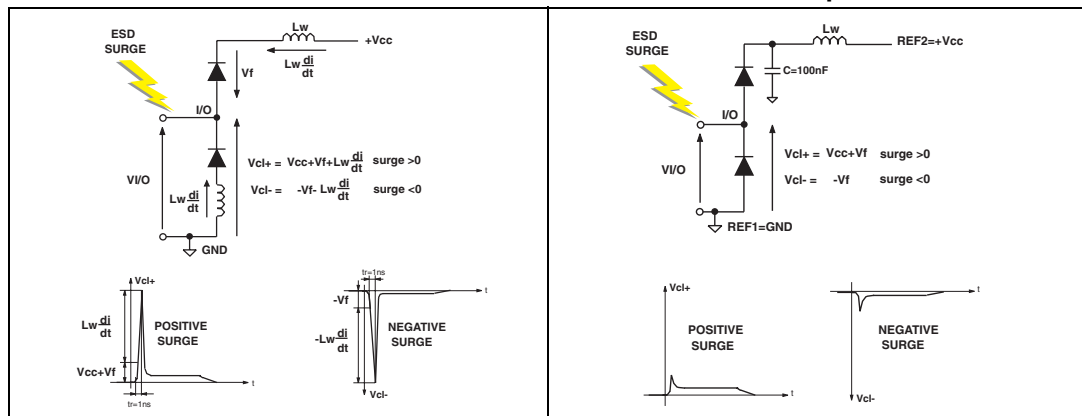 Lw
ESD
SURGE
+Vcc
Lw di/dt
Vf
I/O
Vcl+ = Vcc+Vf+Lw di/dt surge >0
VI/O
Vcl- = -Vf- Lw di/dt surge <0
Lw di/dt
GND
Vcl+
Lw di/dt
POSITIVE
SURGE
Vcc+Vf
t
tr=1ns
tr=1ns
t
-Vf
-Lw di/dt
NEGATIVE
SURGE
Vcl-
ESD
SURGE
Lw
REF2=+Vcc
C=100nF
I/O
Vcl+ = Vcc+Vf surge >0
VI/O
Vcl- = -Vf surge <0
REF1=GND
Vcl+
POSITIVE
SURGE
t
t
NEGATIVE
SURGE
Vcl-